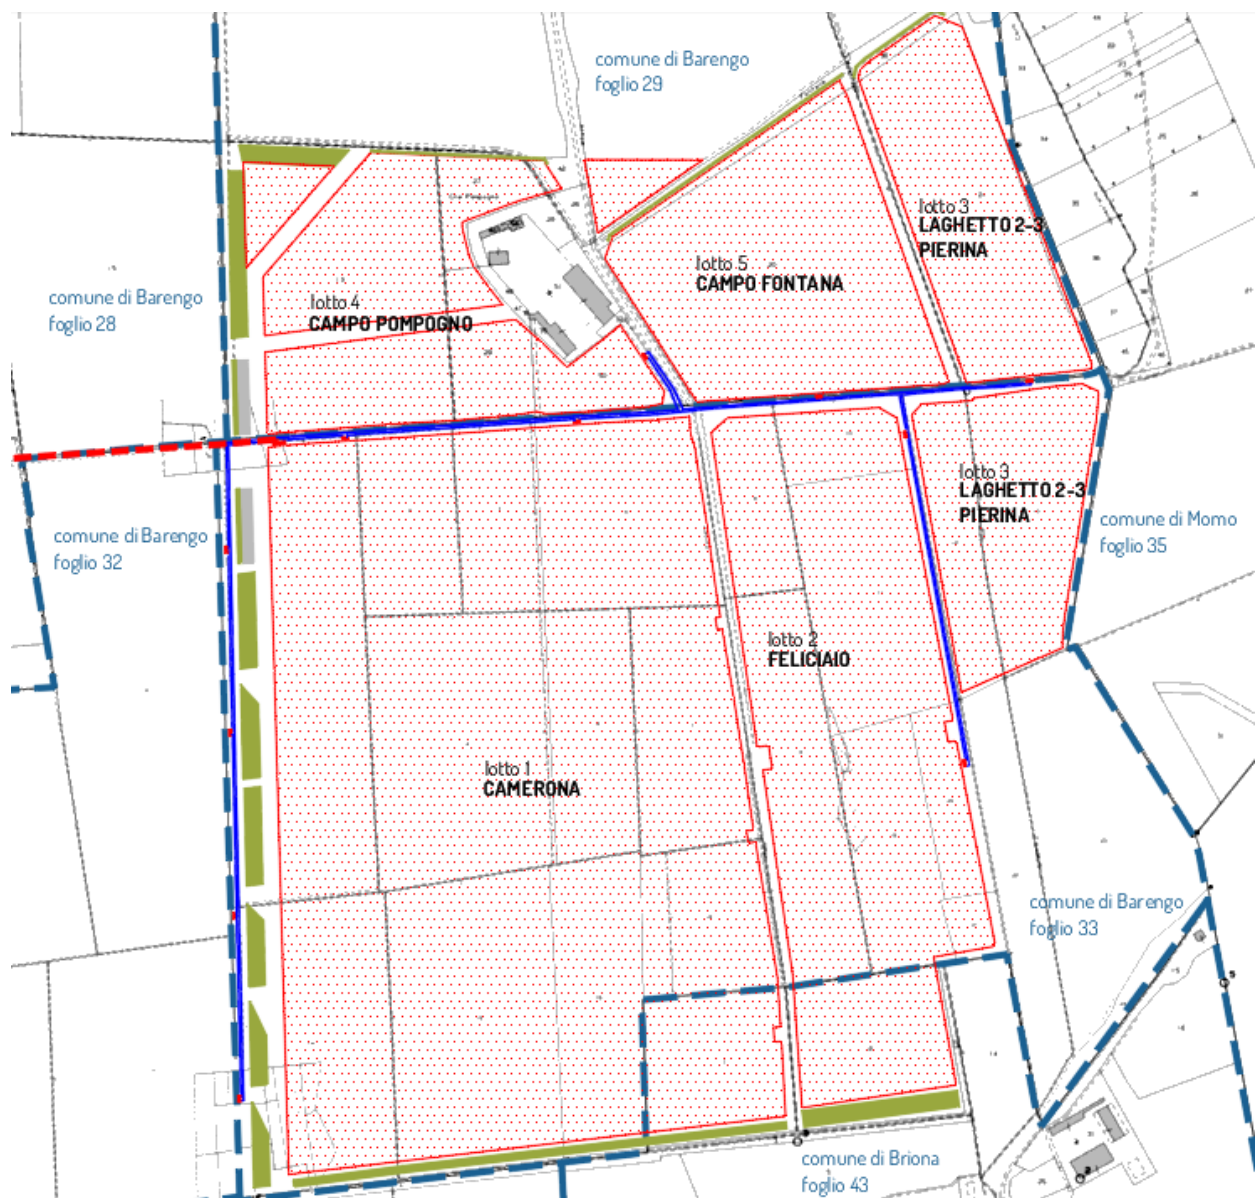 comune di Barengo
foglio 29
lotto 3
LAGHETTO 2-3
PIERINA
lotto 5
CAMPO FONTANA
comune di Barengo
foglio 28
lotto 4
CAMPO POMPOGNO
lotto 3
LAGHETTO 2-3
PIERINA
comune di Momo
foglio 35
comune di Barengo
foglio 32
lotto 2
FELICIAIO
lotto 1
CAMERONA
comune di Barengo
foglio 33
comune di Briona
foglio 43